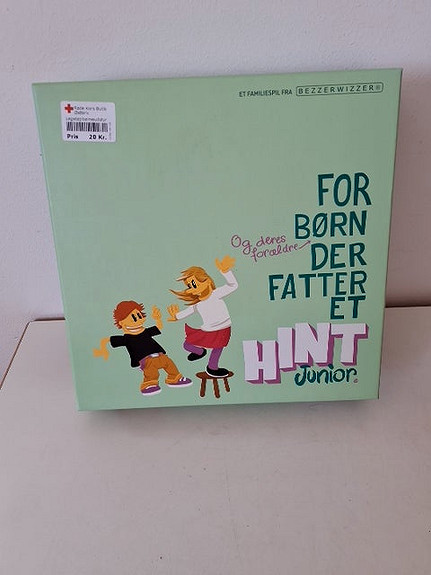 ET FAMILIESPIL FRA BEZZERWIZZER®
Røde Kors Butik
Pris 20 Kr.
FOR
BØRN
Og deres
forældre
DER
FATTER
ET
HINT
Junior